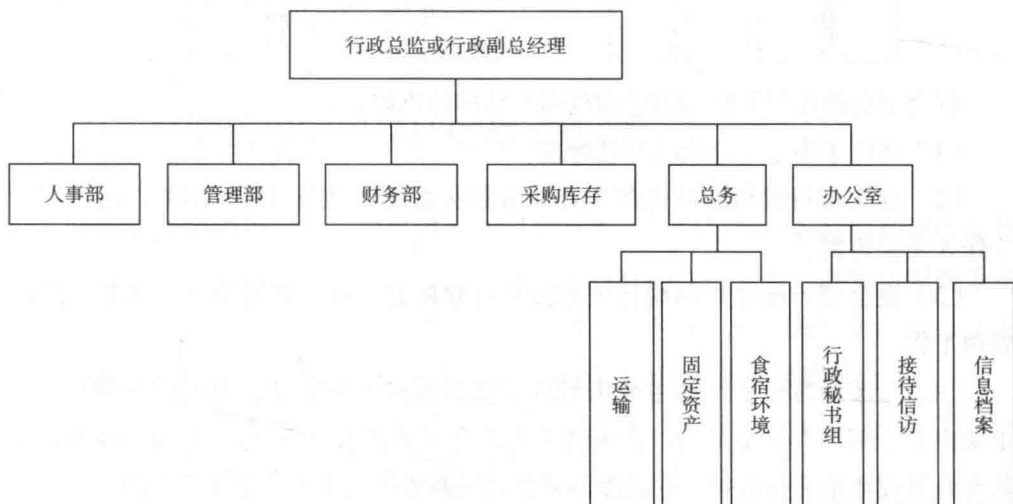 行政总监或行政副总经理
人事部
管理部
财务部
采购库存
总务
办公室
运输
固定资产
食宿环境
行政秘书组
接待信访
信息档案